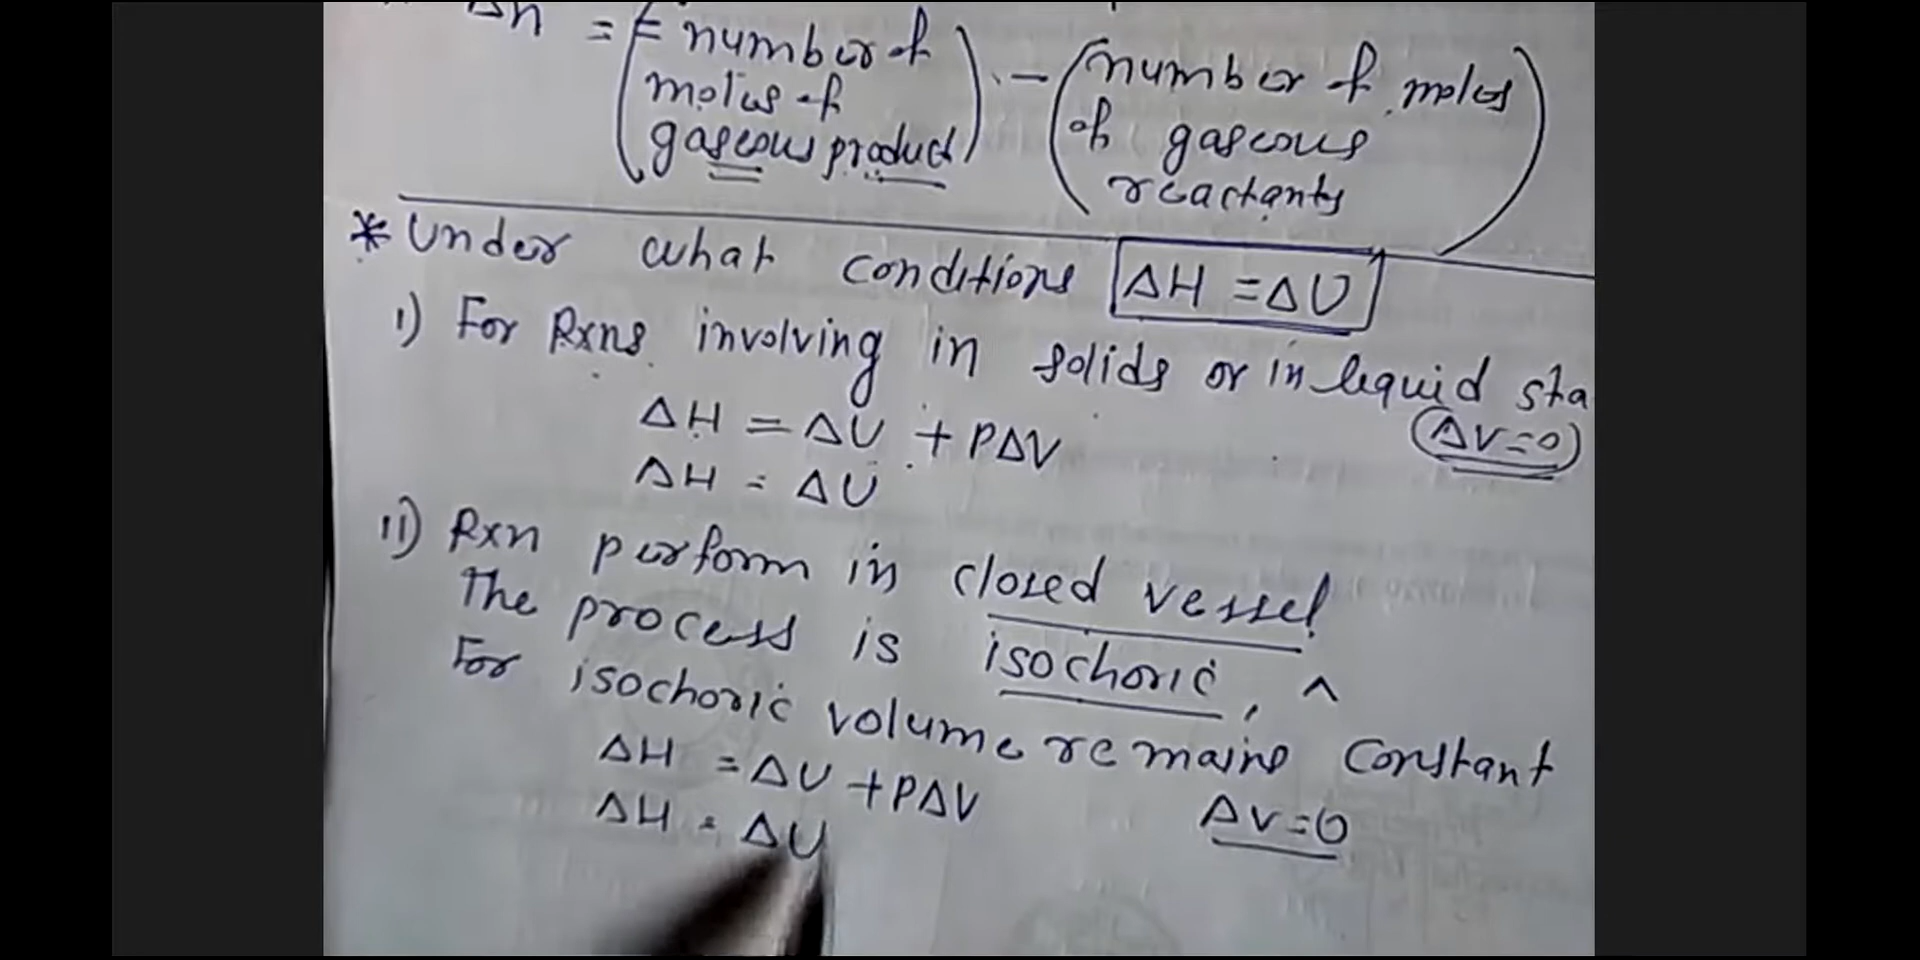 Δn = number of moles of gaseous product - number of moles of gaseous reactants
* Under what conditions ΔH = ΔU
i) For Rxns involving in solids or in liquid sta
ΔH = ΔU + PΔV (ΔV=0)
ΔH = ΔU
ii) Rxn perform in closed vessel
The process is isochoric,
For isochoric volume remains constant
ΔH = ΔU + PΔV ΔV=0
ΔH = ΔU